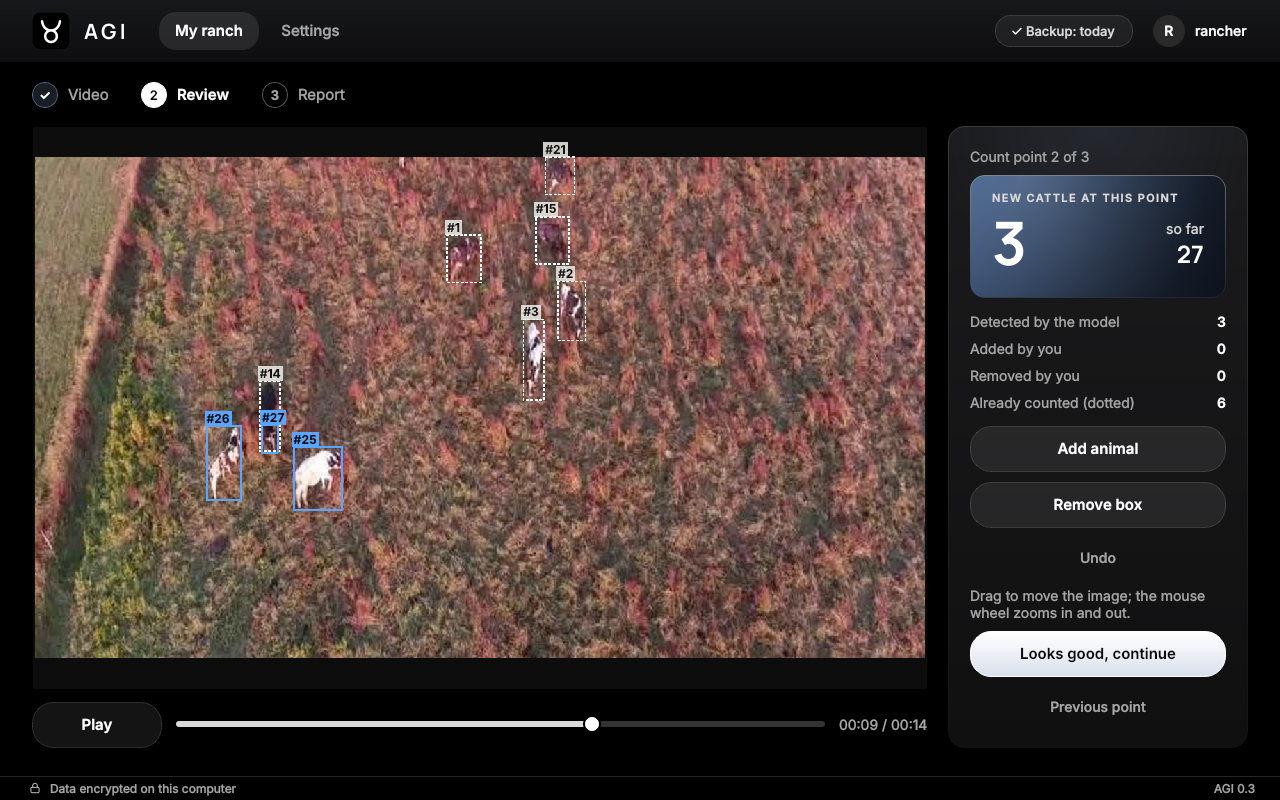 AGI
My ranch
Settings
✓ Backup: today
R
rancher
Video
2
Review
3
Report
#21
#15
#1
#2
#3
#14
#26
#27
#25
Count point 2 of 3
NEW CATTLE AT THIS POINT
3
so far
27
Detected by the model 3
Added by you 0
Removed by you 0
Already counted (dotted) 6
Add animal
Remove box
Undo
Drag to move the image; the mouse
wheel zooms in and out.
Looks good, continue
Previous point
Play
00:09 / 00:14
Data encrypted on this computer
AGI 0.3